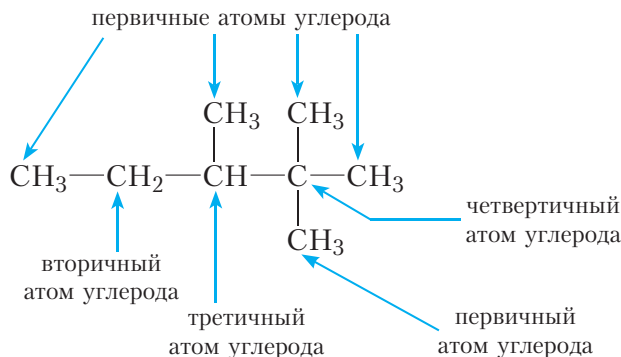 первичные атомы углерода
CH₃ CH₃
CH₃—CH₂—CH—C—CH₃
CH₃
четвертичный
атом углерода
вторичный
атом углерода
третичный
атом углерода
первичный
атом углерода